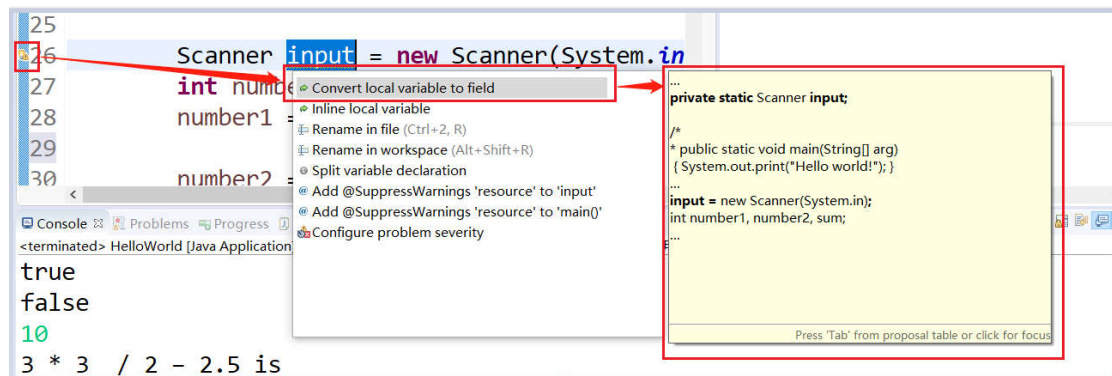 25
26 Scanner input = new Scanner(System.in
27 int numbe
28 number1 =
29
30 number2 =
Convert local variable to field
Inline local variable
Rename in file (Ctrl+2, R)
Rename in workspace (Alt+Shift+R)
Split variable declaration
Add @SuppressWarnings 'resource' to 'input'
Add @SuppressWarnings 'resource' to 'main()'
Configure problem severity
...
private static Scanner input;
/*
* public static void main(String[] arg)
{ System.out.print("Hello world!"); }
...
input = new Scanner(System.in);
int number1, number2, sum;
...
Press 'Tab' from proposal table or click for focus
Console Problems Progress
<terminated> HelloWorld [Java Application]
true
false
10
3 * 3 / 2 - 2.5 is